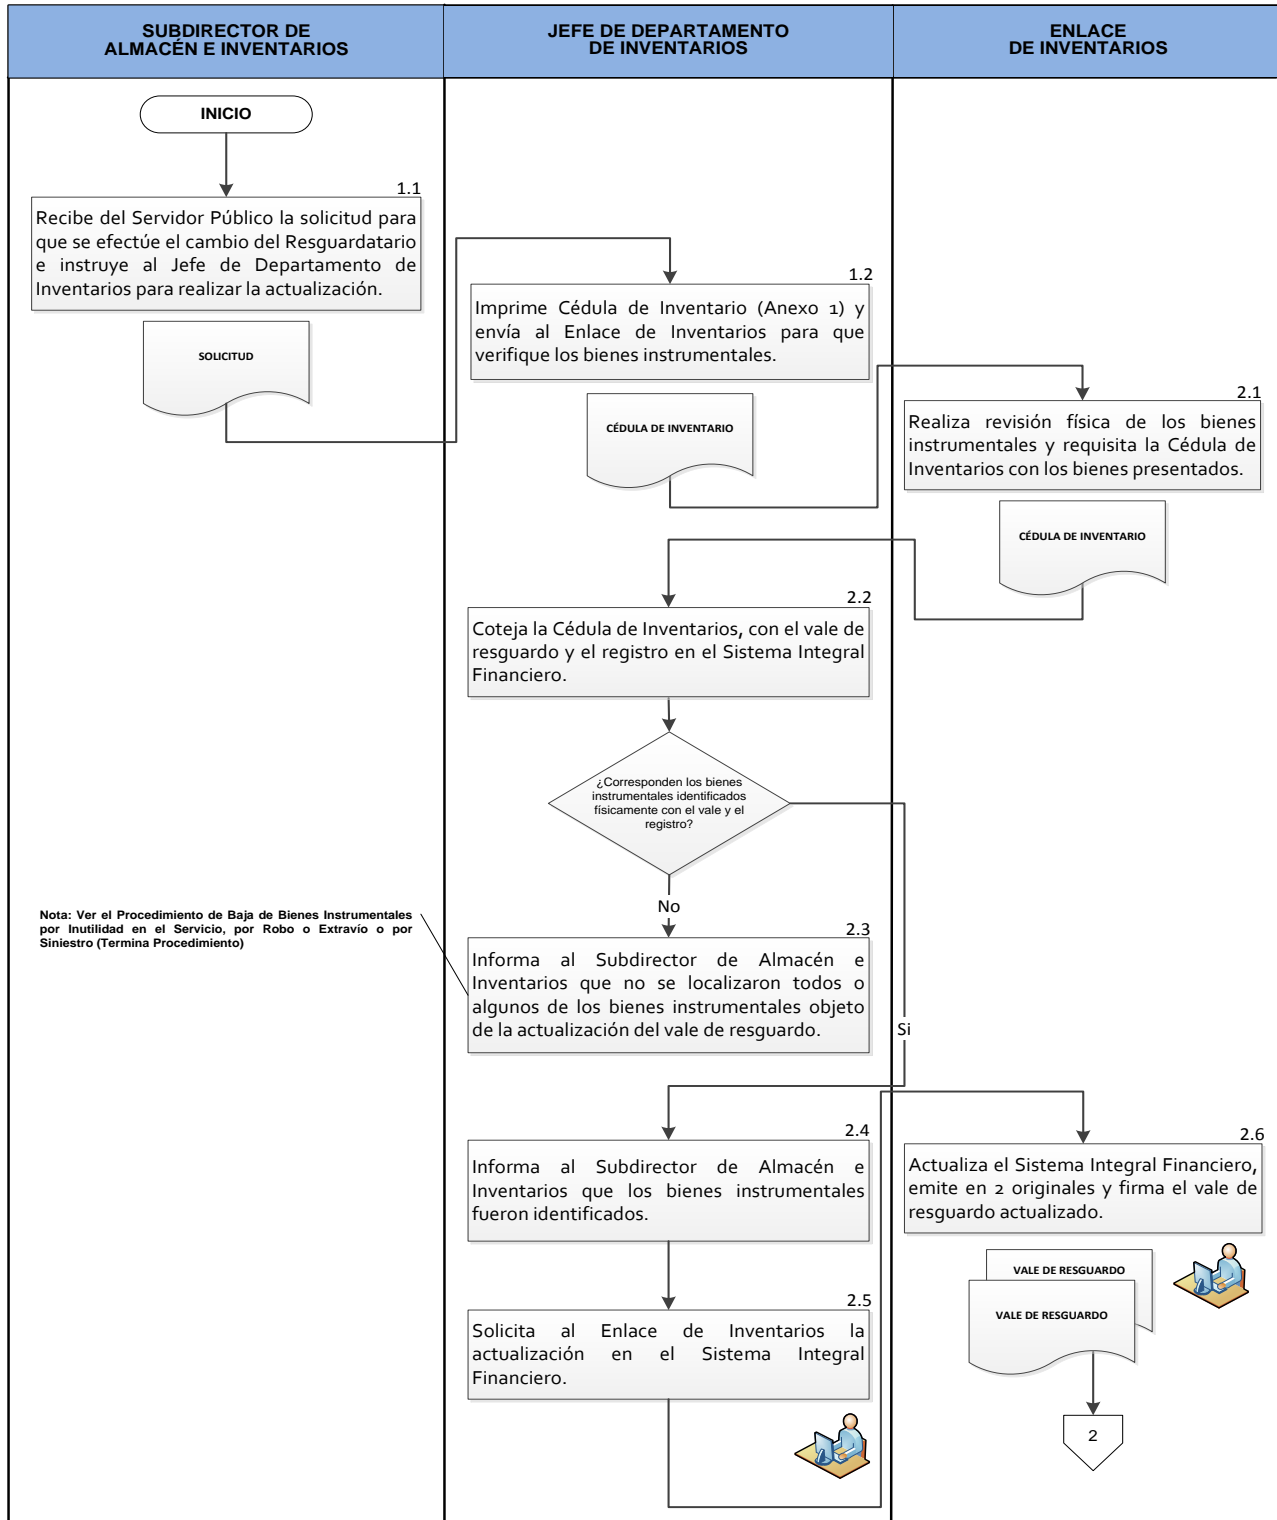 SUBDIRECTOR DE
ALMACÉN E INVENTARIOS
JEFE DE DEPARTAMENTO
DE INVENTARIOS
ENLACE
DE INVENTARIOS
INICIO
1.1
Recibe del Servidor Público la solicitud para
que se efectúe el cambio del Resguardatario
e instruye al Jefe de Departamento de
Inventarios para realizar la actualización.
SOLICITUD
1.2
Imprime Cédula de Inventario (Anexo 1) y
envía al Enlace de Inventarios para que
verifique los bienes instrumentales.
CÉDULA DE INVENTARIO
2.1
Realiza revisión física de los bienes
instrumentales y requisita la Cédula de
Inventarios con los bienes presentados.
CÉDULA DE INVENTARIO
2.2
Coteja la Cédula de Inventarios, con el vale de
resguardo y el registro en el Sistema Integral
Financiero.
¿Corresponden los bienes
instrumentales identificados
físicamente con el vale y el
registro?
No
Si
Nota: Ver el Procedimiento de Baja de Bienes Instrumentales
por Inutilidad en el Servicio, por Robo o Extravío o por
Siniestro (Termina Procedimiento)
2.3
Informa al Subdirector de Almacén e
Inventarios que no se localizaron todos o
algunos de los bienes instrumentales objeto
de la actualización del vale de resguardo.
2.4
Informa al Subdirector de Almacén e
Inventarios que los bienes instrumentales
fueron identificados.
2.5
Solicita al Enlace de Inventarios la
actualización en el Sistema Integral
Financiero.
2.6
Actualiza el Sistema Integral Financiero,
emite en 2 originales y firma el vale de
resguardo actualizado.
VALE DE RESGUARDO
VALE DE RESGUARDO
2